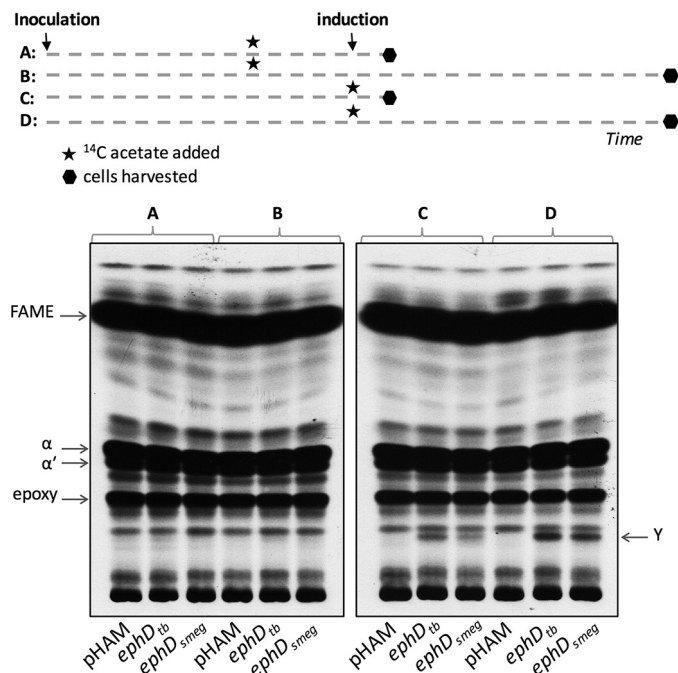 Inoculation induction
A:
B:
C:
D:
Time
¹⁴C acetate added
cells harvested
A B C D
FAME
α
α’
epoxy
Y
pHAM ephD tb ephD smeg pHAM ephD tb ephD smeg pHAM ephD tb ephD smeg pHAM ephD tb ephD smeg